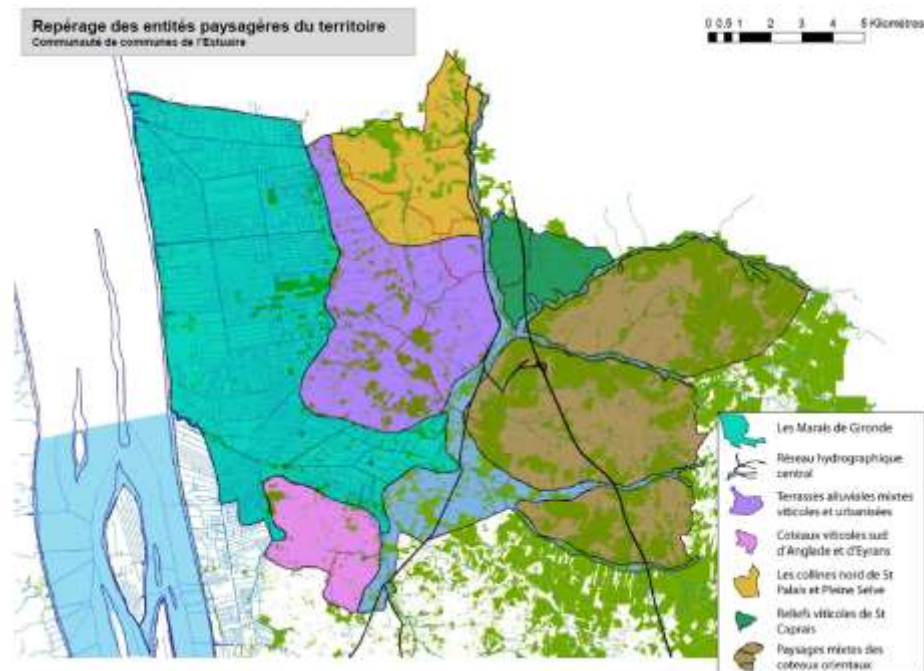 Repérage des entités paysagères du territoire
Communauté de communes de l'Estuaire
0 0.5 1 2 3 4 5 Kilomètres
Les Marais de Gironde
Réseau hydrographique
central
Terrasses alluviales mixtes
viticoles et urbanisées
Coteaux viticoles sud
d'Anglade et d'Eyrans
Les collines nord de St
Palais et Pleine Selve
Reliefs viticoles de St
Caprais
Paysages mixtes des
coteaux orientaux